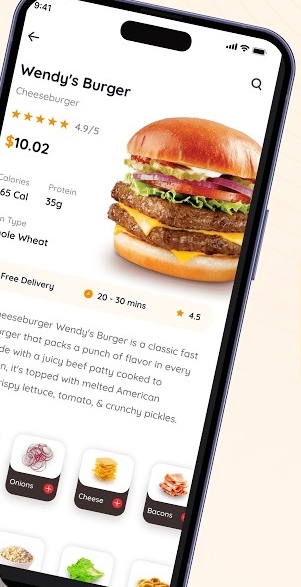 9:41
Wendy's Burger
Cheeseburger
4.9/5
$10.02
Calories
Protein
65 Cal
35g
n Type
ole Wheat
Free Delivery
20 - 30 mins
4.5
eeseburger Wendy's Burger is a classic fast
urger that packs a punch of flavor in every
de with a juicy beef patty cooked to
n, it's topped with melted American
rispy lettuce, tomato, & crunchy pickles.
Onions
Cheese
Bacons